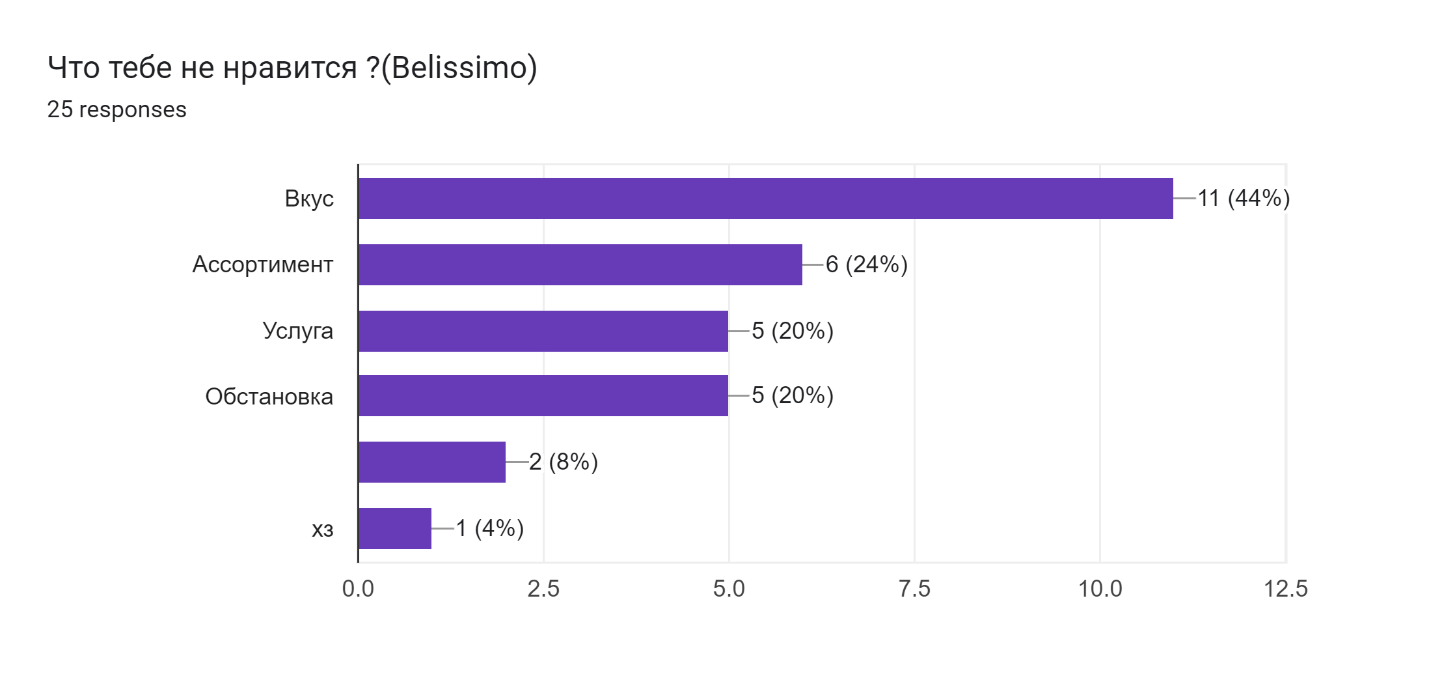 Что тебе не нравится ?(Belissimo)
25 responses
Вкус 11 (44%)
Ассортимент 6 (24%)
Услуга 5 (20%)
Обстановка 5 (20%)
2 (8%)
хз 1 (4%)
0.0 2.5 5.0 7.5 10.0 12.5